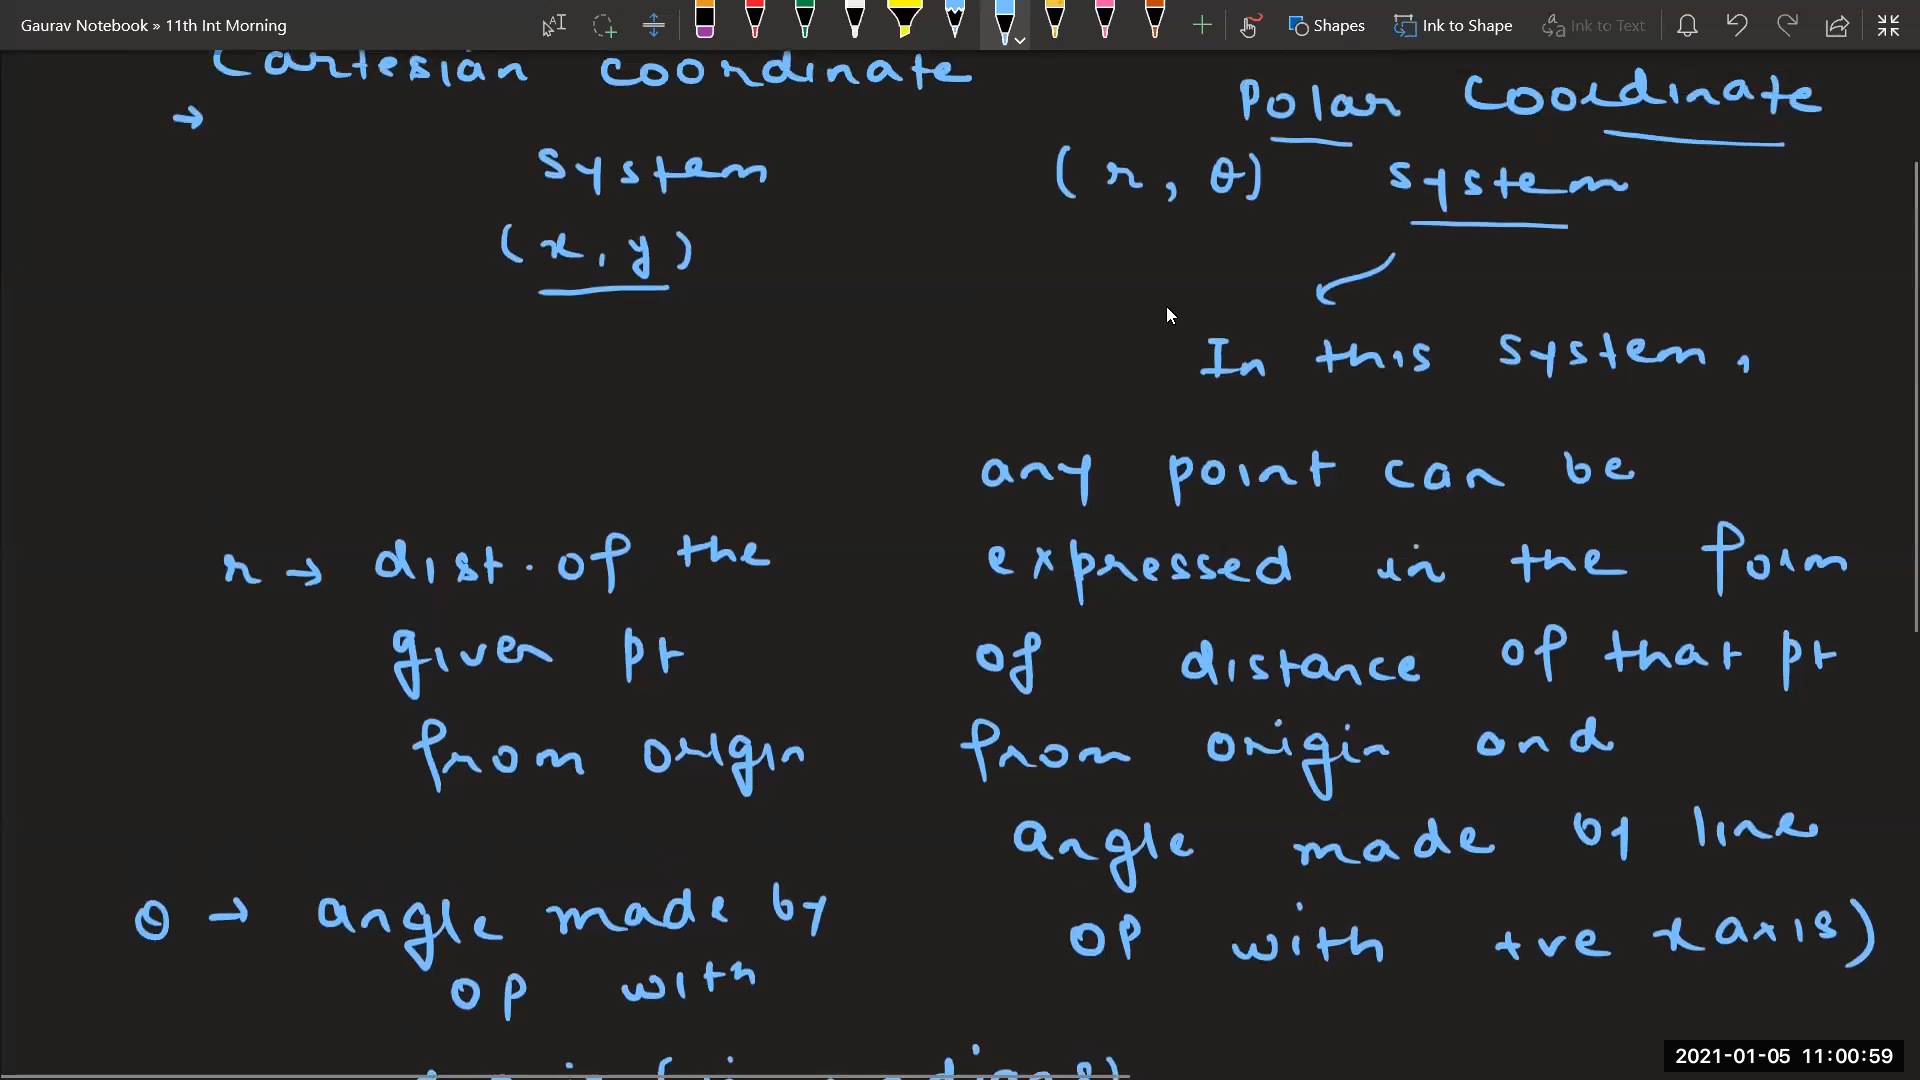 Gaurav Notebook » 11th Int Morning
Shapes
Ink to Shape
Ink to Text
Cartesian coordinate
→
system
(x, y)
Polar Coordinate
(r, θ) system
In this system,
any point can be
expressed in the form
of distance of that pt
from origin and
angle made by line
OP with +ve x axis)
r → dist. of the
given pt
from origin
θ → angle made by
OP with
2021-01-05 11:00:59